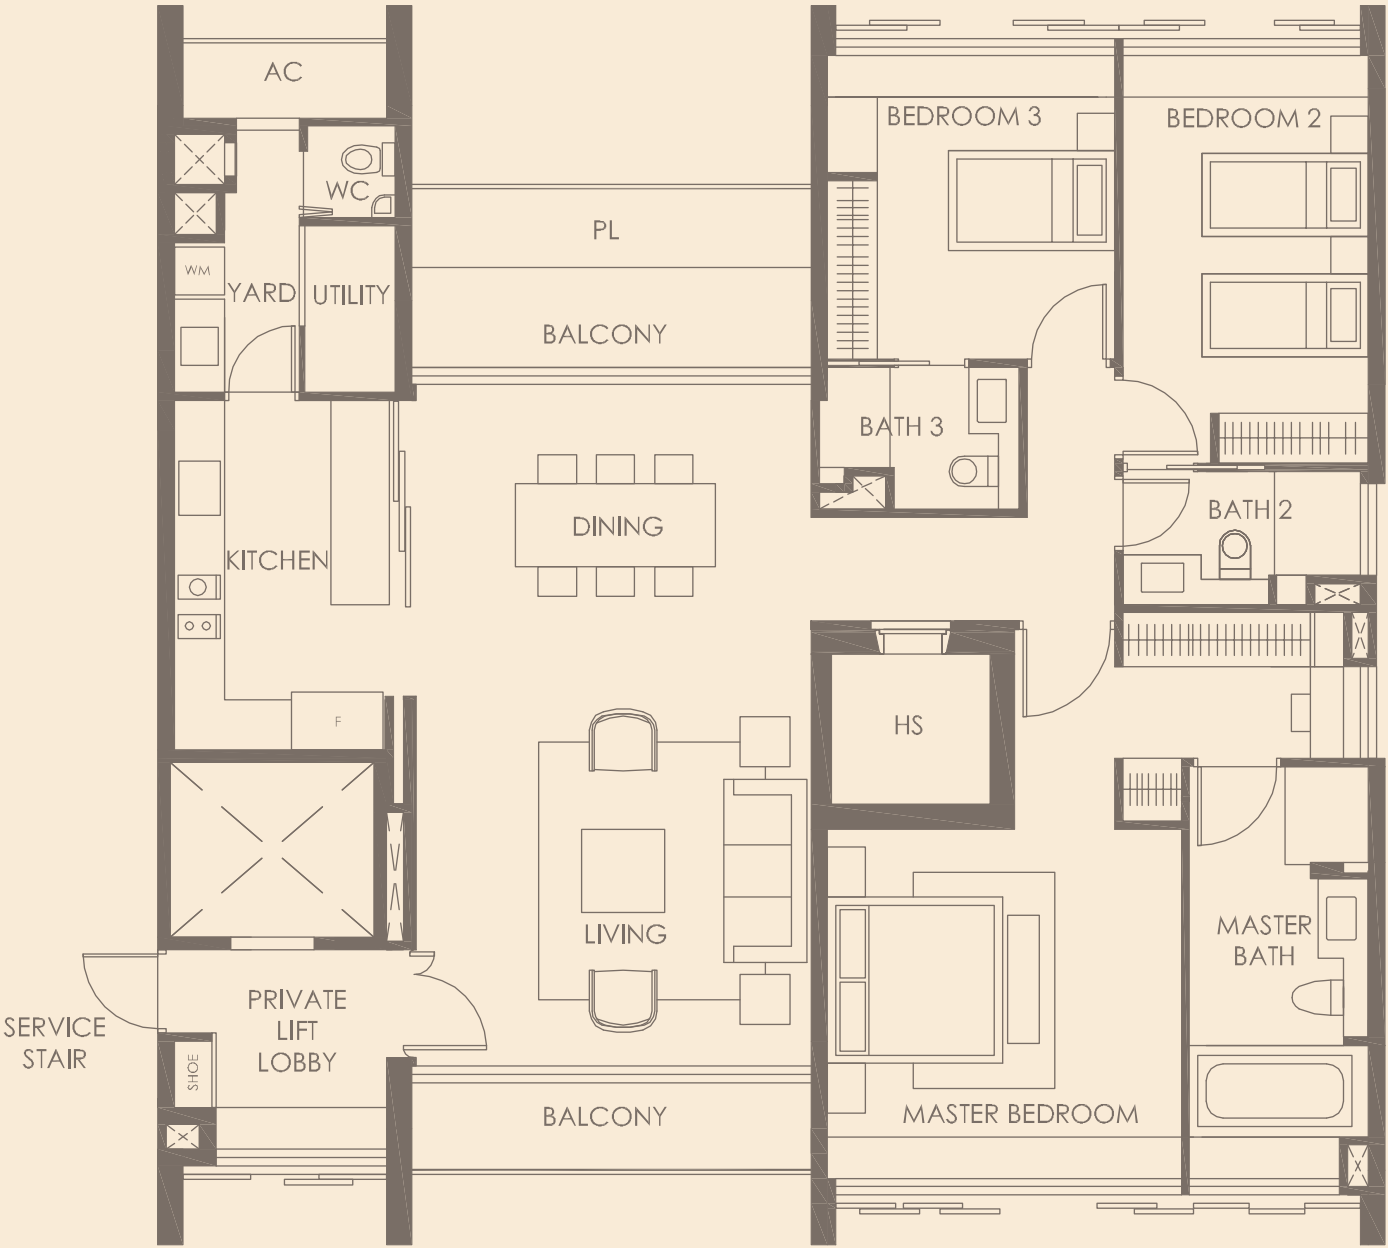 AC
BEDROOM 3
BEDROOM 2
WC
PL
WM
YARD
UTILITY
BALCONY
BATH 3
BATH 2
DINING
KITCHEN
F
HS
LIVING
MASTER
BATH
PRIVATE
LIFT
LOBBY
SERVICE
STAIR
SHOE
BALCONY
MASTER BEDROOM